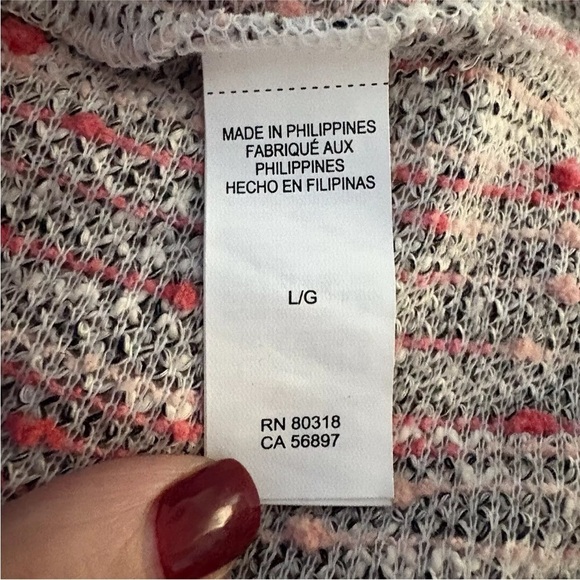 MADE IN PHILIPPINES
FABRIQUÉ AUX
PHILIPPINES
HECHO EN FILIPINAS
L/G
RN 80318
CA 56897